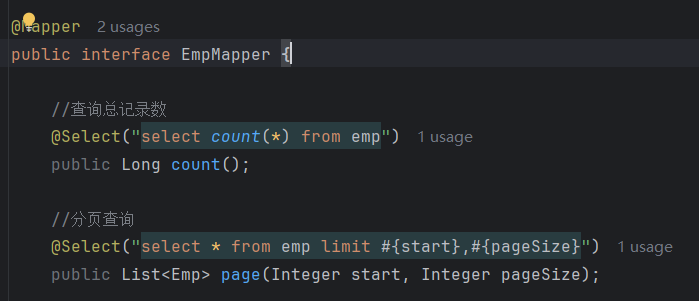 @Mapper 2 usages
public interface EmpMapper {
//查询总记录数
@Select("select count(*) from emp") 1 usage
public Long count();
//分页查询
@Select("select * from emp limit #{start},#{pageSize}") 1 usage
public List<Emp> page(Integer start, Integer pageSize);